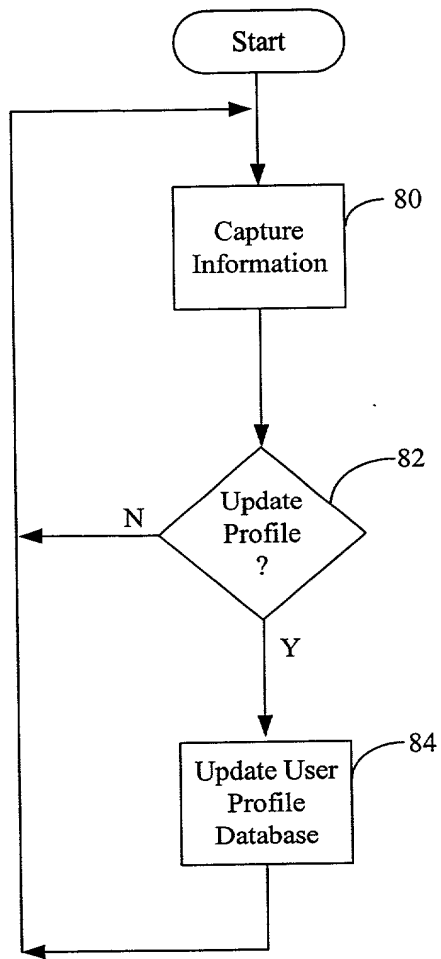 Start
80
Capture
Information
82
Update
Profile
?
N
Y
84
Update User
Profile
Database